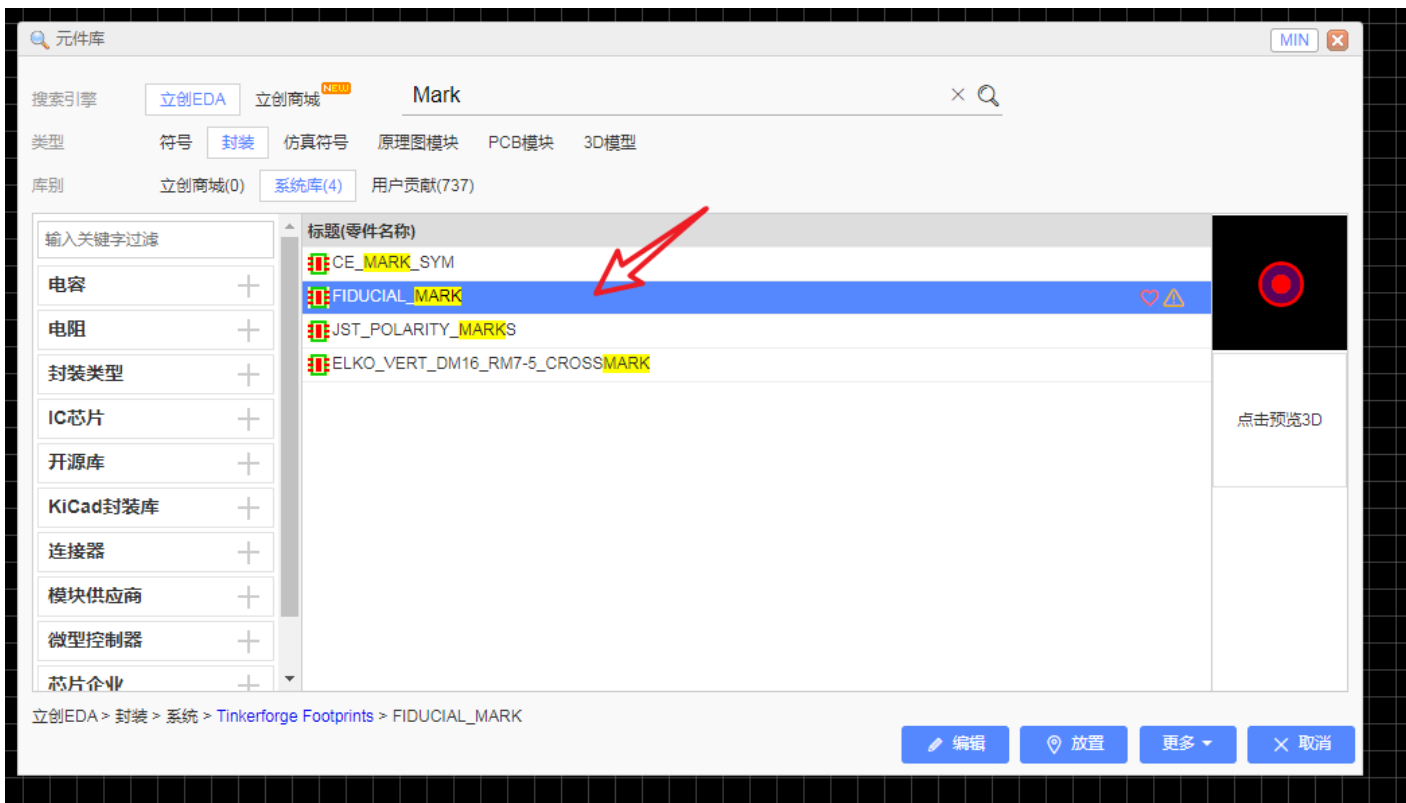 元件库 MIN
搜索引擎 立创EDA 立创商城 NEW Mark
类型 符号 封装 仿真符号 原理图模块 PCB模块 3D模型
库别 立创商城(0) 系统库(4) 用户贡献(737)
输入关键字过滤
电容
电阻
封装类型
IC芯片
开源库
KiCad封装库
连接器
模块供应商
微型控制器
芯片企业
标题(零件名称)
CE_MARK_SYM
FIDUCIAL_MARK
JST_POLARITY_MARKS
ELKO_VERT_DM16_RM7-5_CROSSMARK
点击预览3D
立创EDA > 封装 > 系统 > Tinkerforge Footprints > FIDUCIAL_MARK
编辑 放置 更多 取消